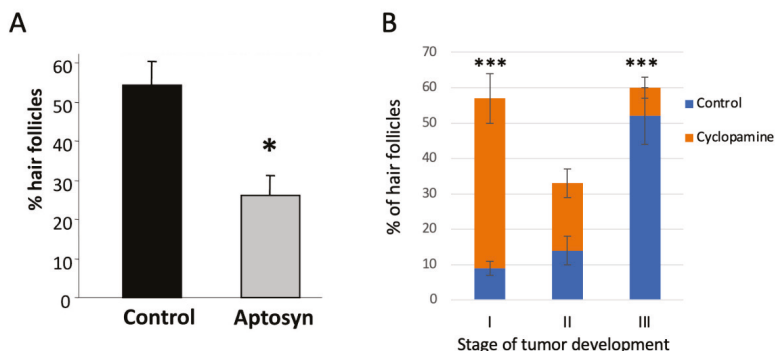 A
% hair follicles
60
50
40
30
20
10
0
*
Control
Aptosyn
B
% of hair follicles
70
60
50
40
30
20
10
0
***
***
I
II
III
Stage of tumor development
Control
Cyclopamine